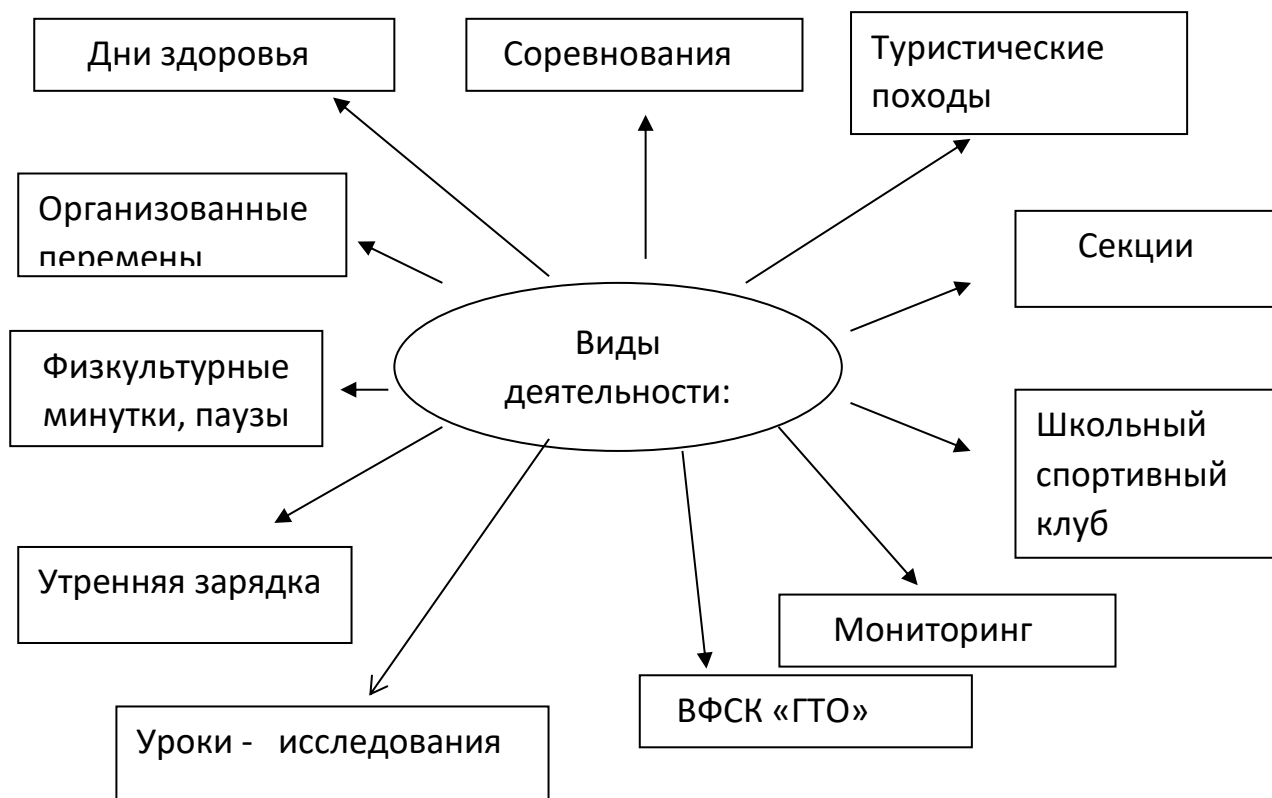 Дни здоровья
Соревнования
Туристические
походы
Организованные
перемены
Секции
Виды
деятельности:
Физкультурные
минутки, паузы
Школьный
спортивный
клуб
Утренняя зарядка
Мониторинг
ВФСК «ГТО»
Уроки - исследования